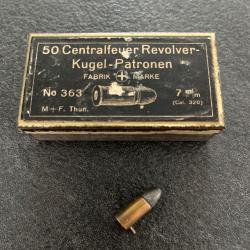 50 Centralfeuer Revolver-
Kugel-Patronen
FABRIK MARKE
No 363
7 m/m
(Cal. 320)
M+F. Thun.